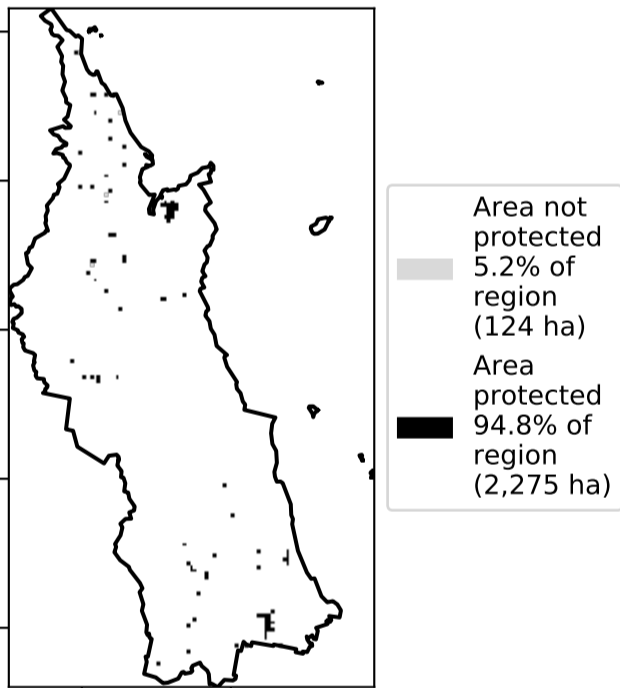 Area not
protected
5.2% of
region
(124 ha)
Area
protected
94.8% of
region
(2,275 ha)